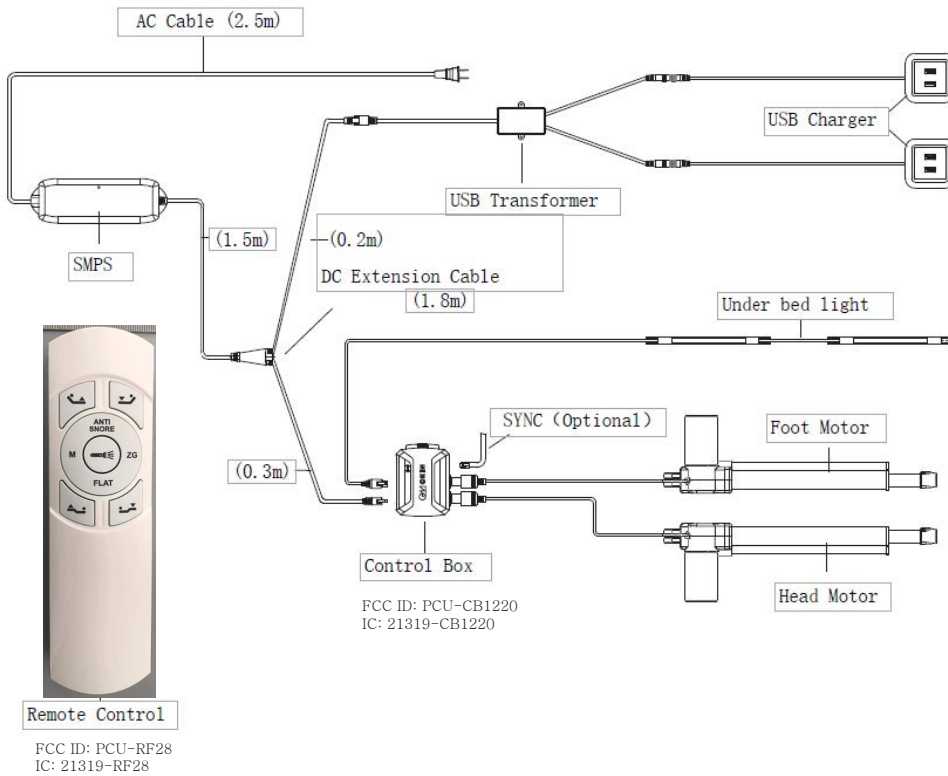 AC Cable (2.5m)
USB Charger
USB Transformer
(1.5m)
(0.2m)
SMPS
DC Extension Cable
(1.8m)
Under bed light
ANTI
SNORE
M
ZG
FLAT
SYNC (Optional)
Foot Motor
(0.3m)
Control Box
Head Motor
FCC ID: PCU-CB1220
IC: 21319-CB1220
Remote Control
FCC ID: PCU-RF28
IC: 21319-RF28